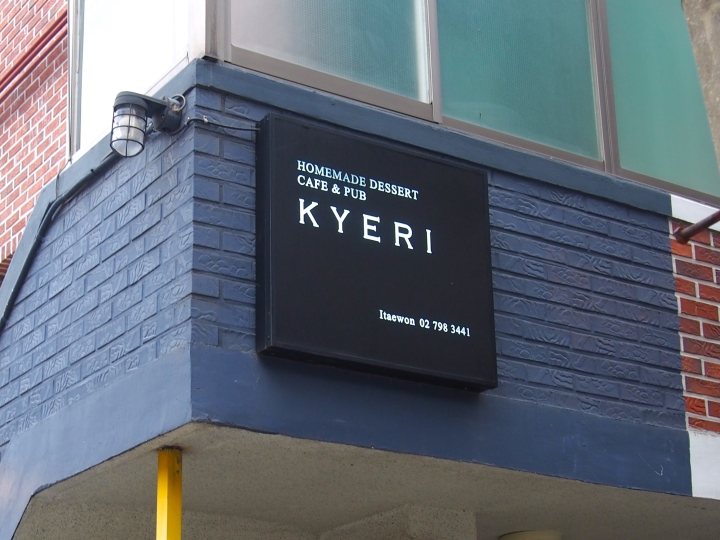 HOMEMADE DESSERT
CAFE & PUB
KYERI
Itaewon 02 798 3441